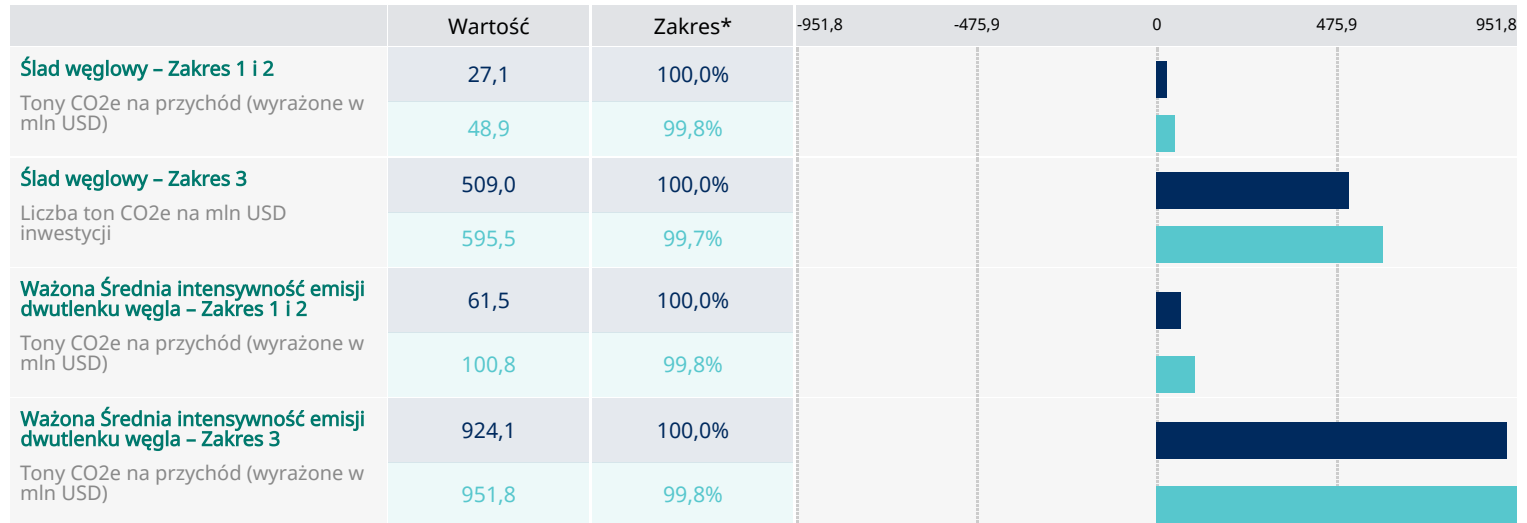 Wartość Zakres* -951,8 -475,9 0 475,9 951,8
Ślad węglowy – Zakres 1 i 2
Tony CO2e na przychód (wyrażone w
mln USD)
27,1 100,0%
48,9 99,8%
Ślad węglowy – Zakres 3
Liczba ton CO2e na mln USD
inwestycji
509,0 100,0%
595,5 99,7%
Ważona Średnia intensywność emisji
dwutlenku węgla – Zakres 1 i 2
Tony CO2e na przychód (wyrażone w
mln USD)
61,5 100,0%
100,8 99,8%
Ważona Średnia intensywność emisji
dwutlenku węgla – Zakres 3
Tony CO2e na przychód (wyrażone w
mln USD)
924,1 100,0%
951,8 99,8%